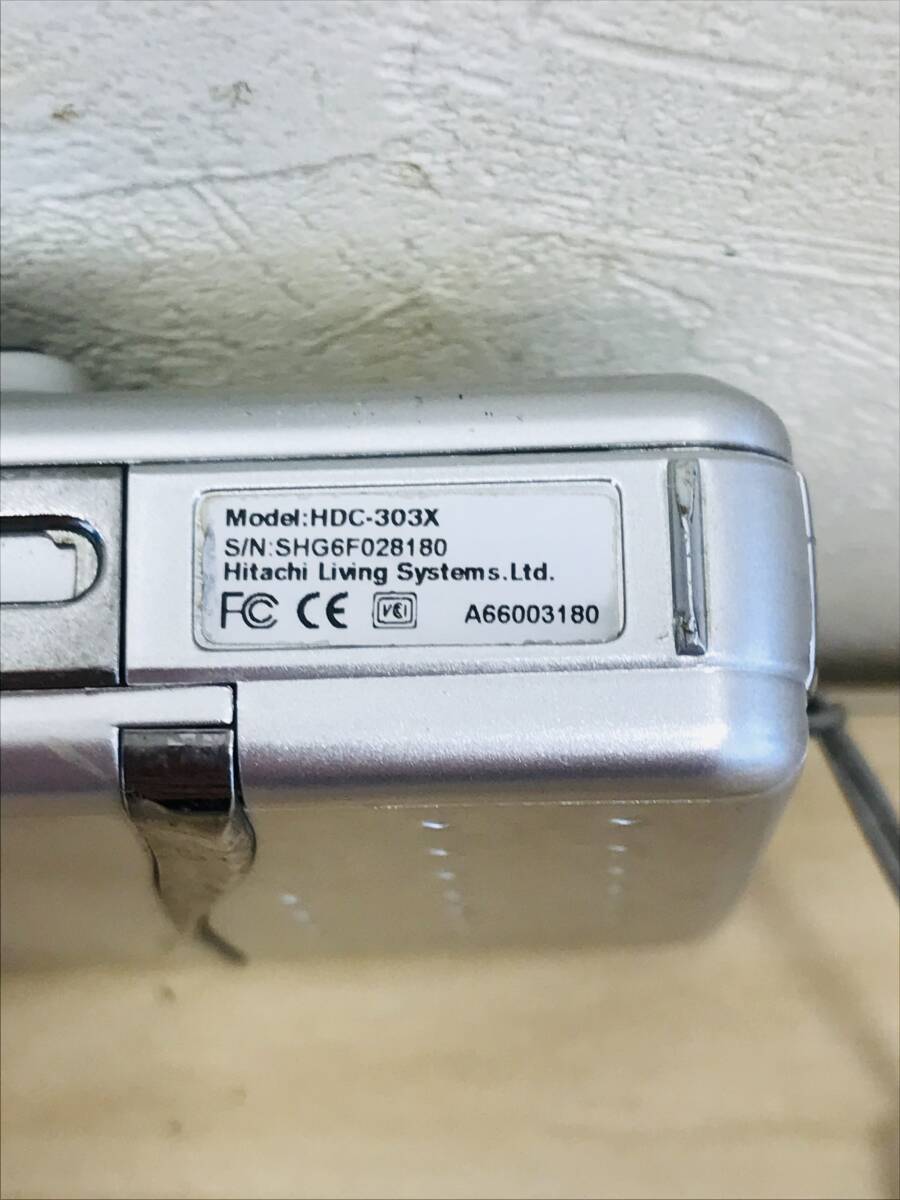 Model:HDC-303X
S/N:SHG6F028180
Hitachi Living Systems.Ltd.
FC CE VCI A66003180